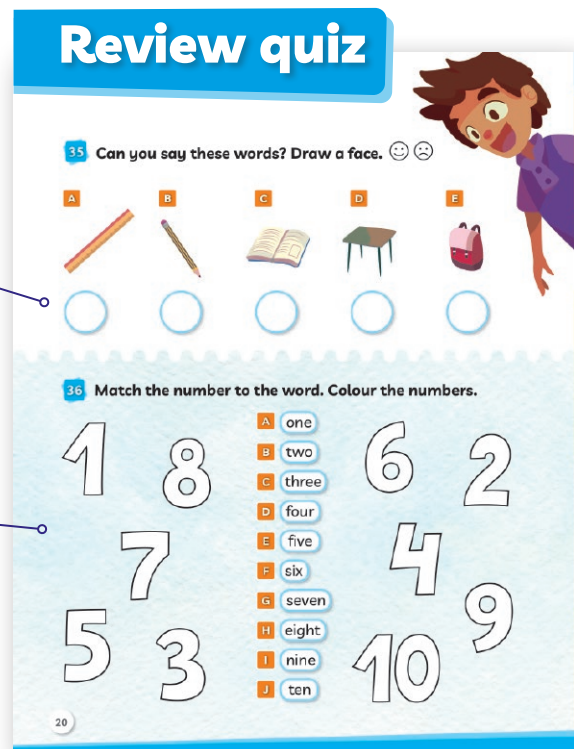 Review quiz
35 Can you say these words? Draw a face.
A B C D E
36 Match the number to the word. Colour the numbers.
A one
B two
C three
D four
E five
F six
G seven
H eight
I nine
J ten
1 8 6 2
7 4
5 3 10 9
20